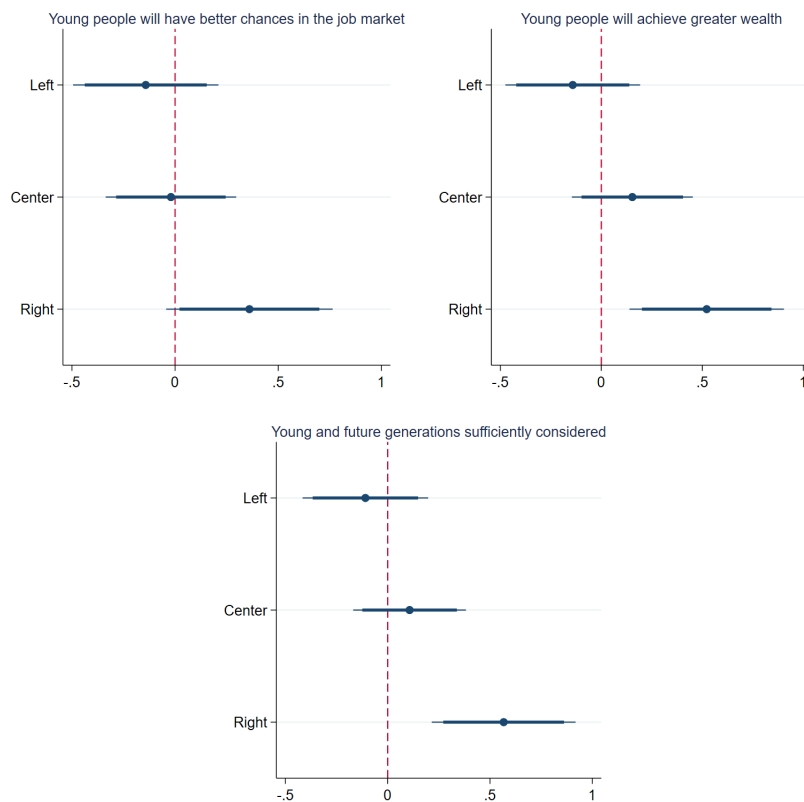 Young people will have better chances in the job market
Left
Center
Right
-.5 0 .5 1
Young people will achieve greater wealth
Left
Center
Right
-.5 0 .5 1
Young and future generations sufficiently considered
Left
Center
Right
-.5 0 .5 1